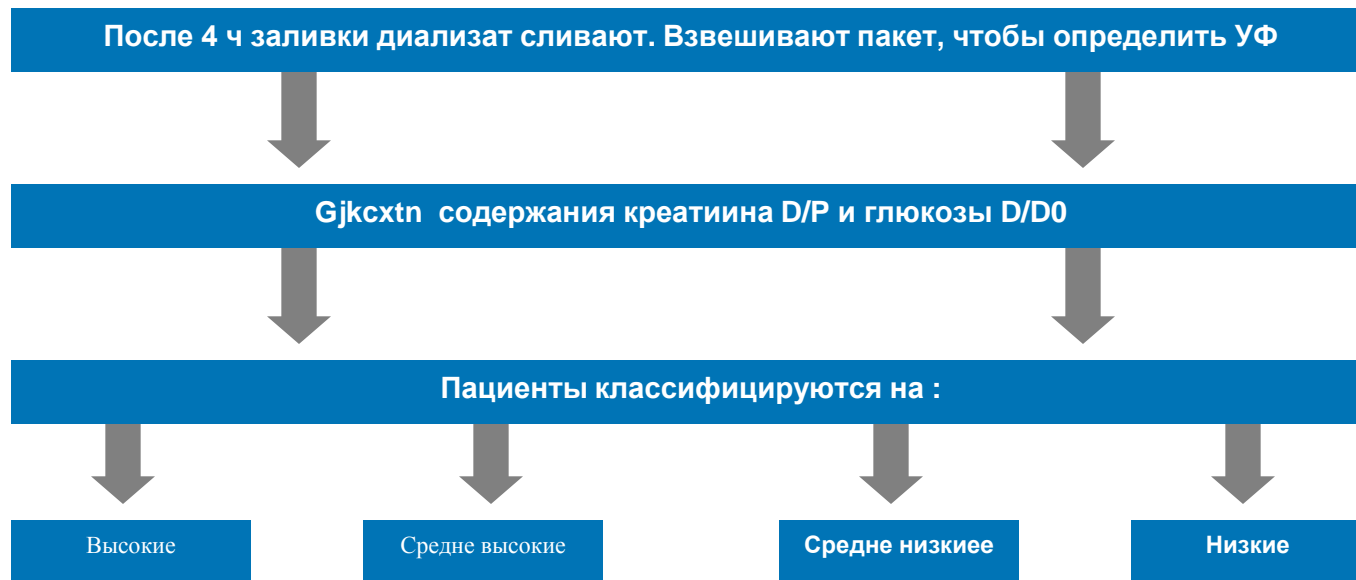 После 4 ч заливки диализат сливают. Взвешивают пакет, чтобы определить УФ
Gjkcxtn содержания креатиина D/P и глюкозы D/D0
Пациенты классифицируются на :
Высокие
Средне высокие
Средне низкиее
Низкие